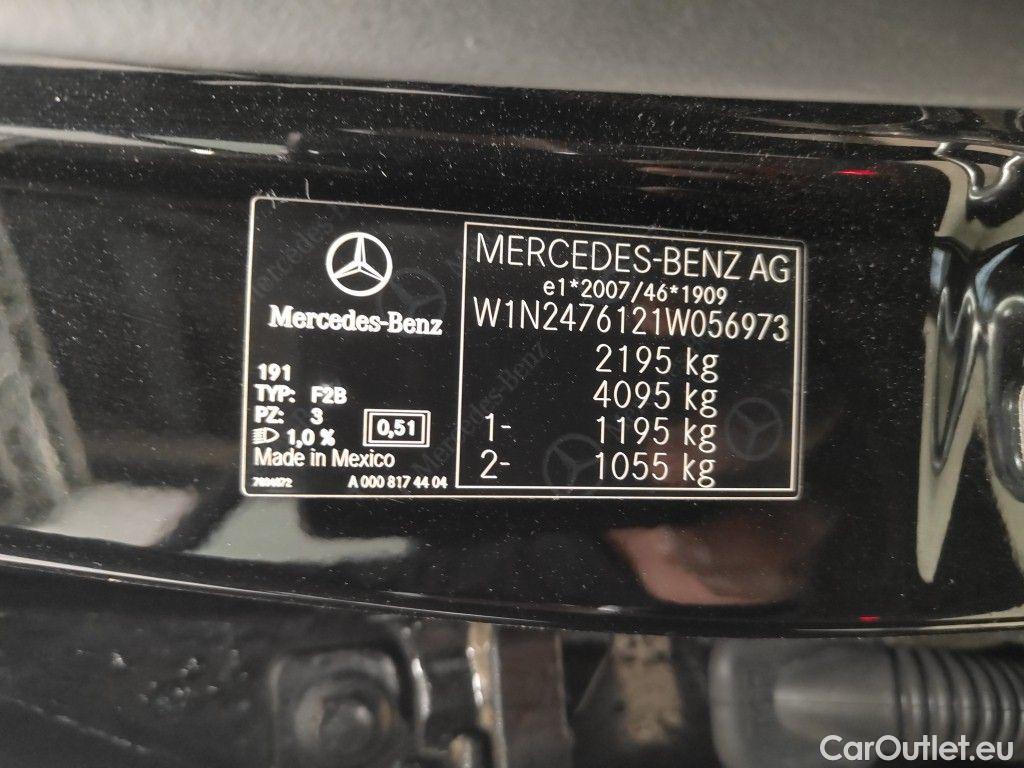 Mercedes-Benz
191
TYP: F2B
PZ: 3
1,0 %
0,51
Made in Mexico
A 000 817 44 04
MERCEDES-BENZ AG
e1*2007/46*1909
W1N2476121W056973
2195 kg
4095 kg
1- 1195 kg
2- 1055 kg
CarOutlet.eu